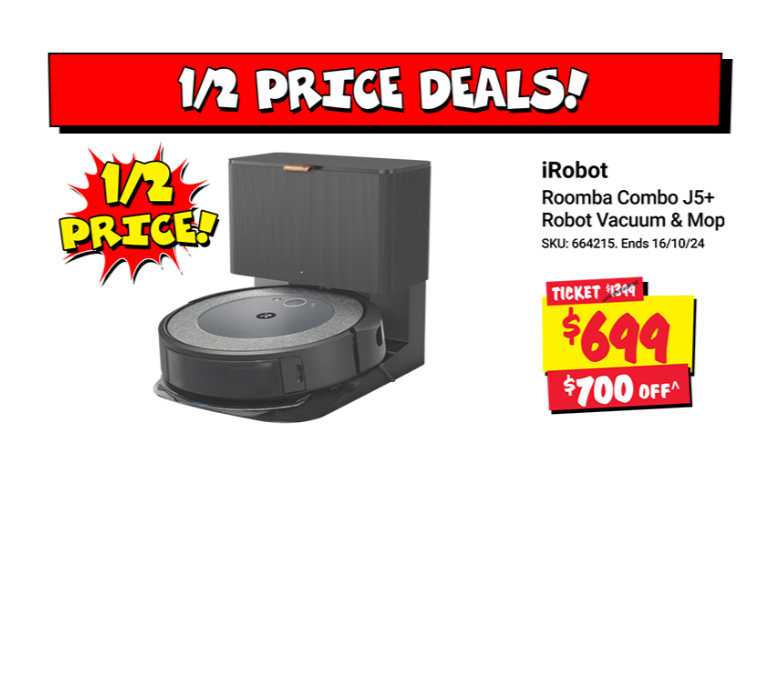 1/2 PRICE DEALS!
1/2
PRICE!
iRobot
Roomba Combo J5+
Robot Vacuum & Mop
SKU: 664215. Ends 16/10/24
TICKET $1399
$699
$700 OFF^